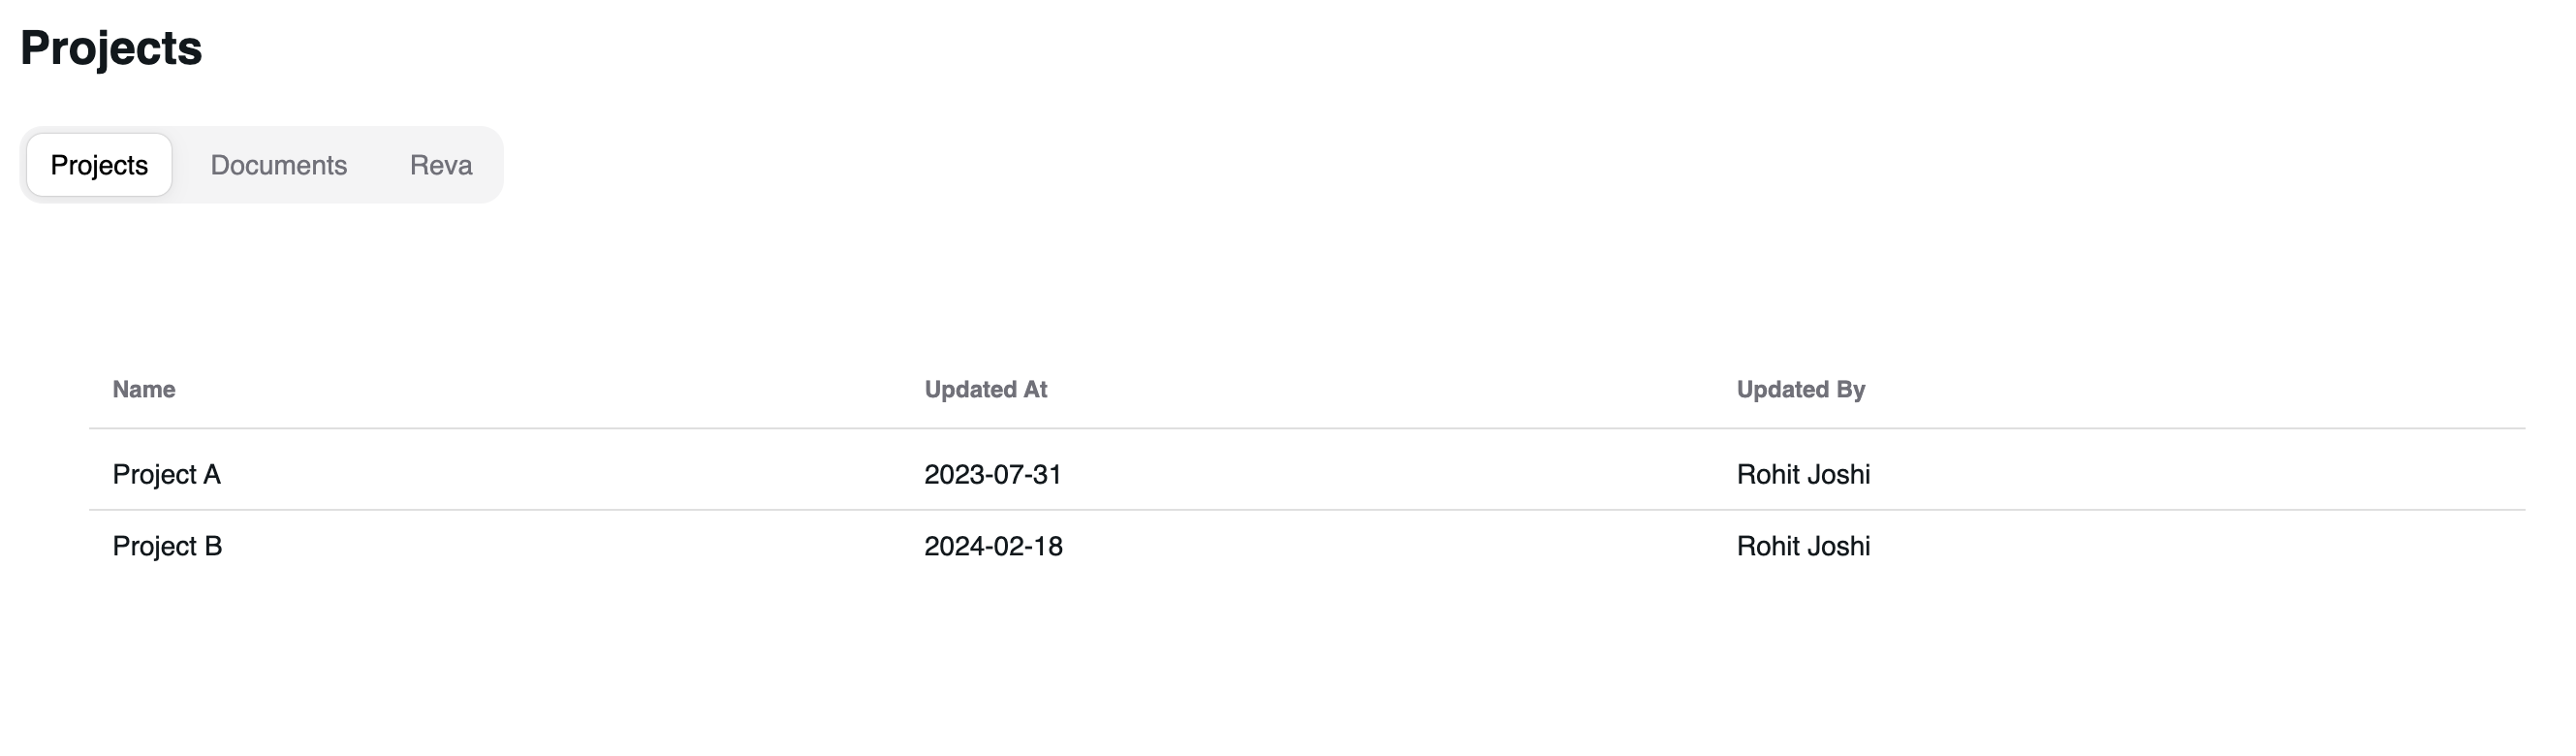 Projects
Projects Documents Reva
Name Updated At Updated By
Project A 2023-07-31 Rohit Joshi
Project B 2024-02-18 Rohit Joshi